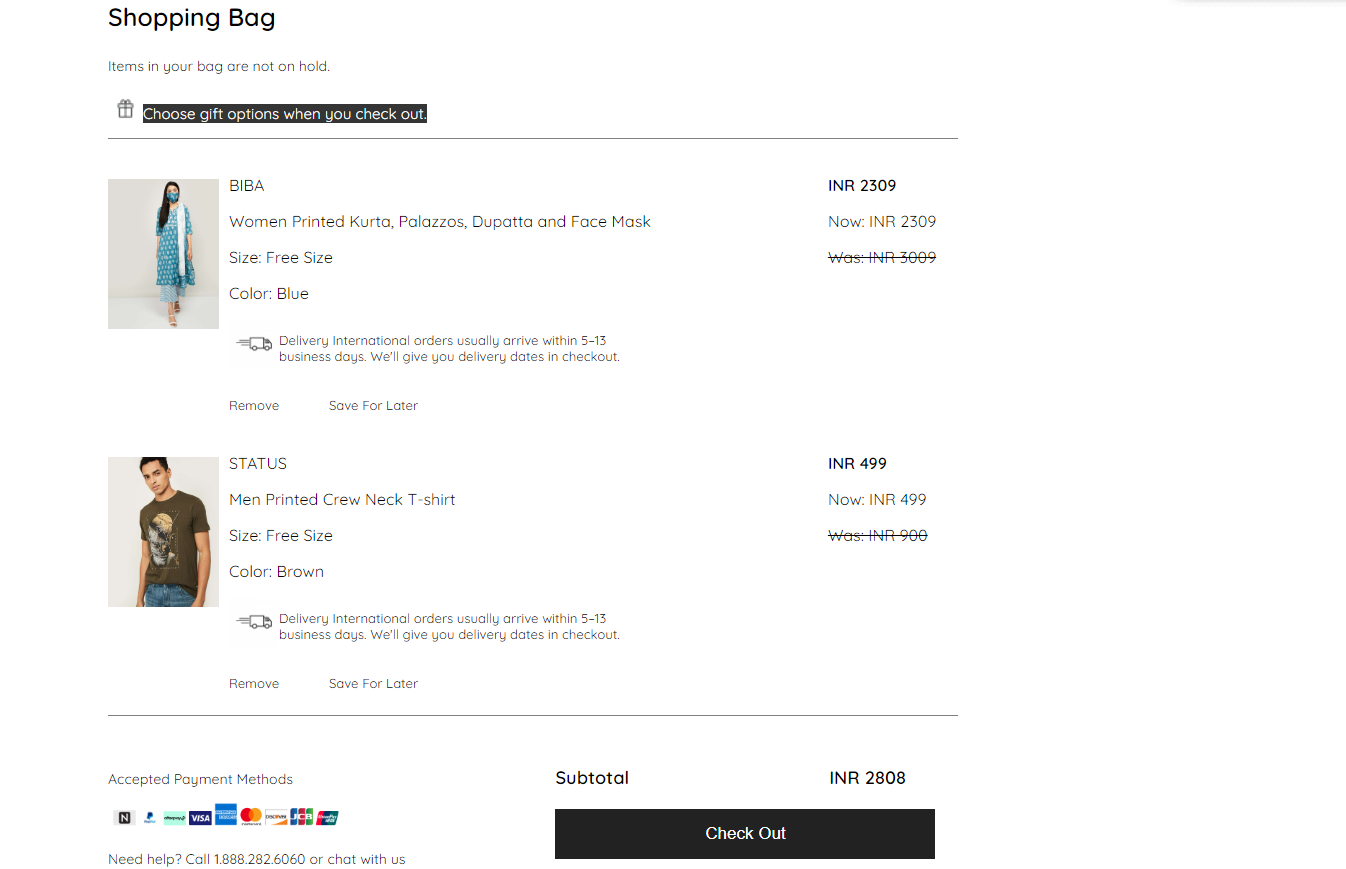 Shopping Bag
Items in your bag are not on hold.
Choose gift options when you check out.
BIBA
INR 2309
Women Printed Kurta, Palazzos, Dupatta and Face Mask
Now: INR 2309
Size: Free Size
Was: INR 3009
Color: Blue
Delivery International orders usually arrive within 5–13
business days. We'll give you delivery dates in checkout.
Remove
Save For Later
STATUS
INR 499
Men Printed Crew Neck T-shirt
Now: INR 499
Size: Free Size
Was: INR 900
Color: Brown
Delivery International orders usually arrive within 5–13
business days. We'll give you delivery dates in checkout.
Remove
Save For Later
Accepted Payment Methods
Subtotal
INR 2808
N PayPal afterpay VISA mastercard DISCOVER JCB
Check Out
Need help? Call 1.888.282.6060 or chat with us